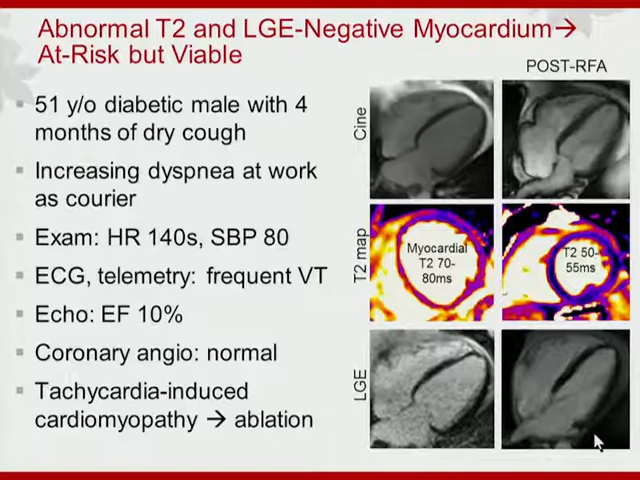 Abnormal T2 and LGE-Negative Myocardium→
At-Risk but Viable
POST-RFA
51 y/o diabetic male with 4
months of dry cough
Increasing dyspnea at work
as courier
Exam: HR 140s, SBP 80
ECG, telemetry: frequent VT
Echo: EF 10%
Coronary angio: normal
Tachycardia-induced
cardiomyopathy → ablation
Cine
T2 map
Myocardial
T2 70-
80ms
T2 50-
55ms
LGE